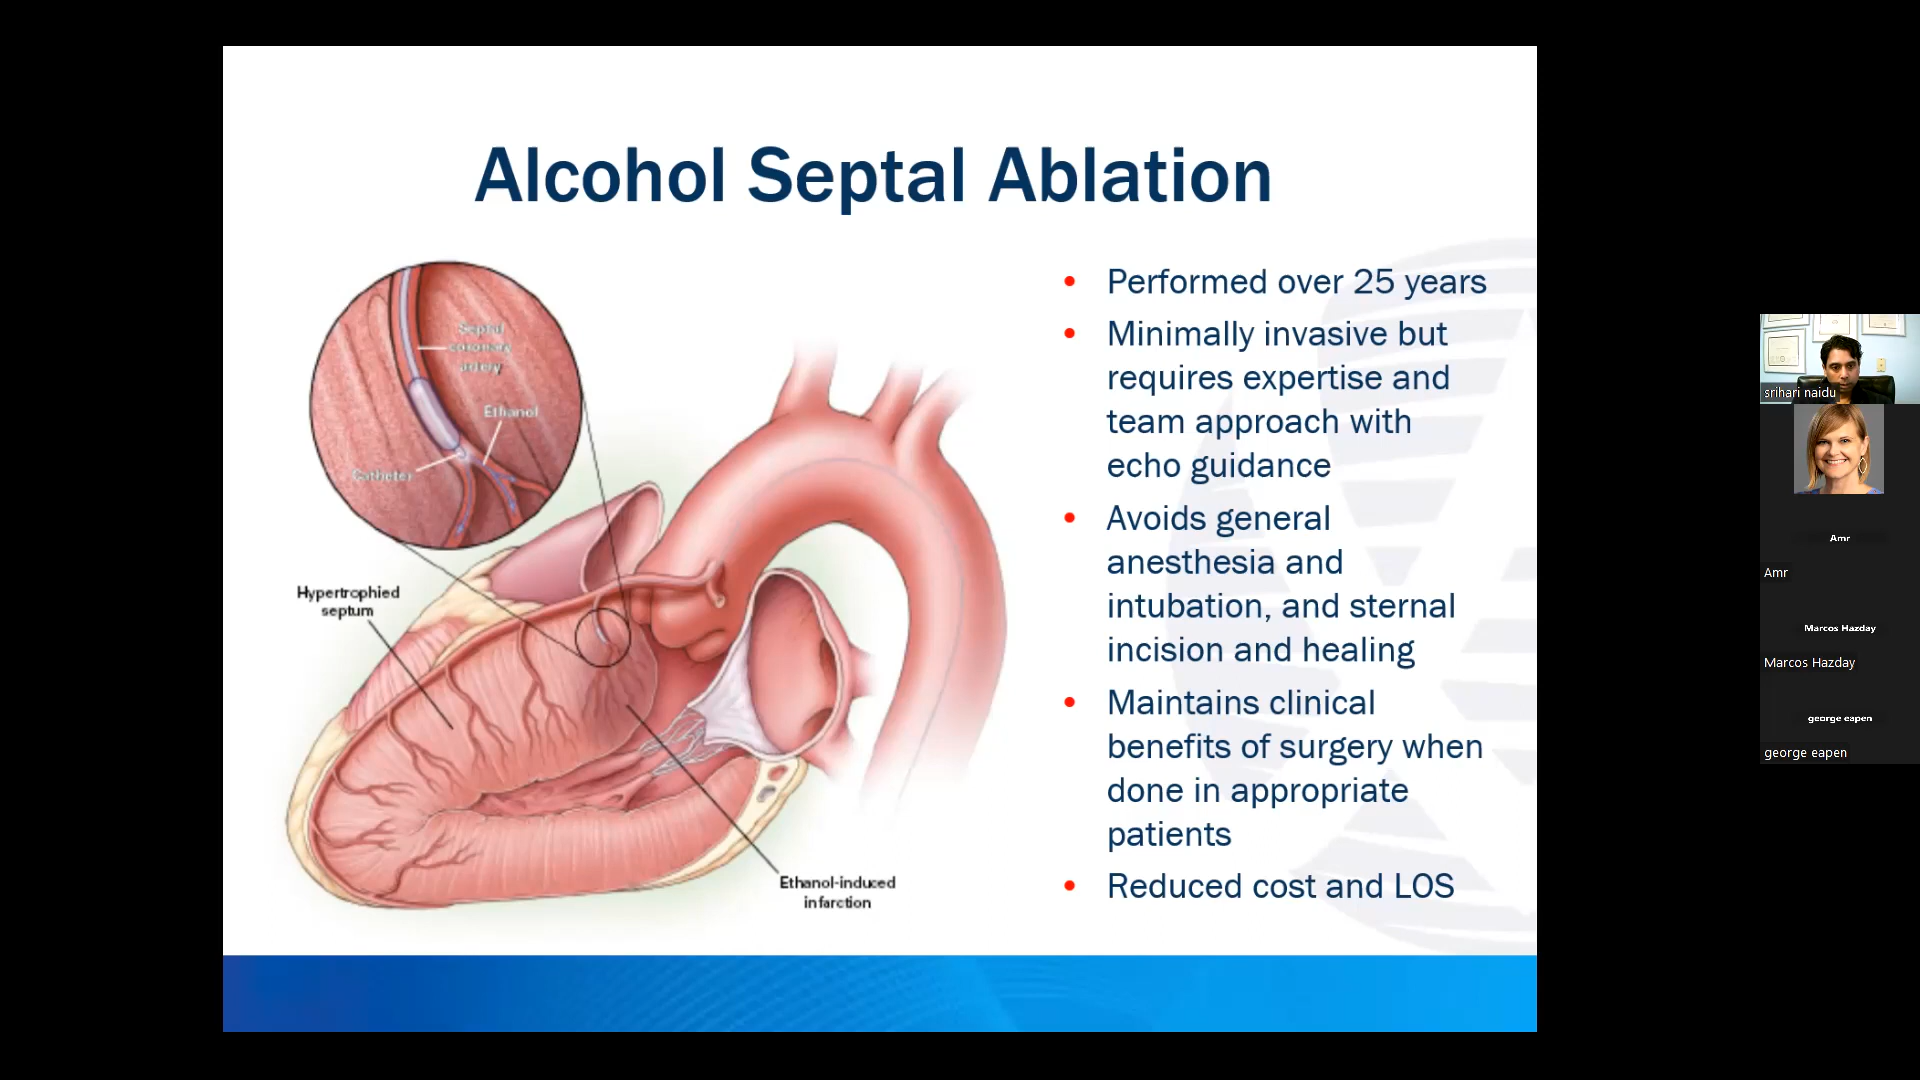 Alcohol Septal Ablation
Septal
coronary
artery
Ethanol
Catheter
Hypertrophied
septum
Ethanol-induced
infarction
• Performed over 25 years
• Minimally invasive but
requires expertise and
team approach with
echo guidance
• Avoids general
anesthesia and
intubation, and sternal
incision and healing
• Maintains clinical
benefits of surgery when
done in appropriate
patients
• Reduced cost and LOS
srihari naidu
Amr
Amr
Marcos Hazday
Marcos Hazday
george eapen
george eapen